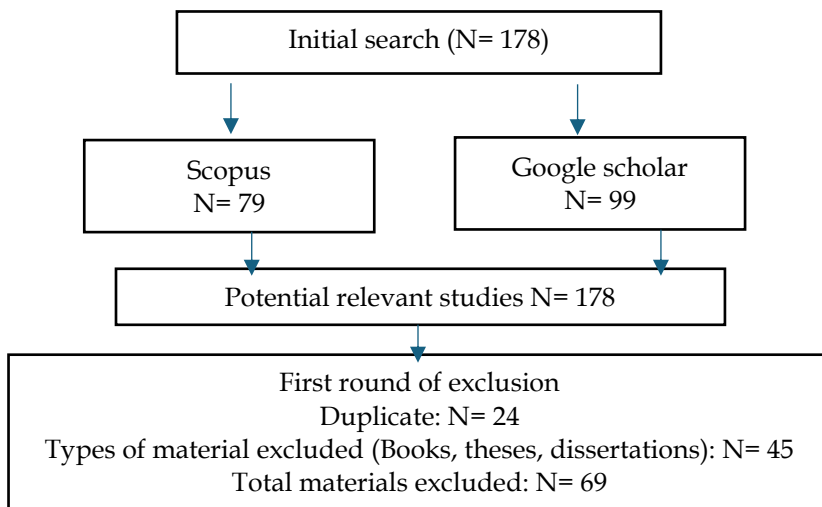 Initial search (N= 178)
Scopus
N= 79
Google scholar
N= 99
Potential relevant studies N= 178
First round of exclusion
Duplicate: N= 24
Types of material excluded (Books, theses, dissertations): N= 45
Total materials excluded: N= 69